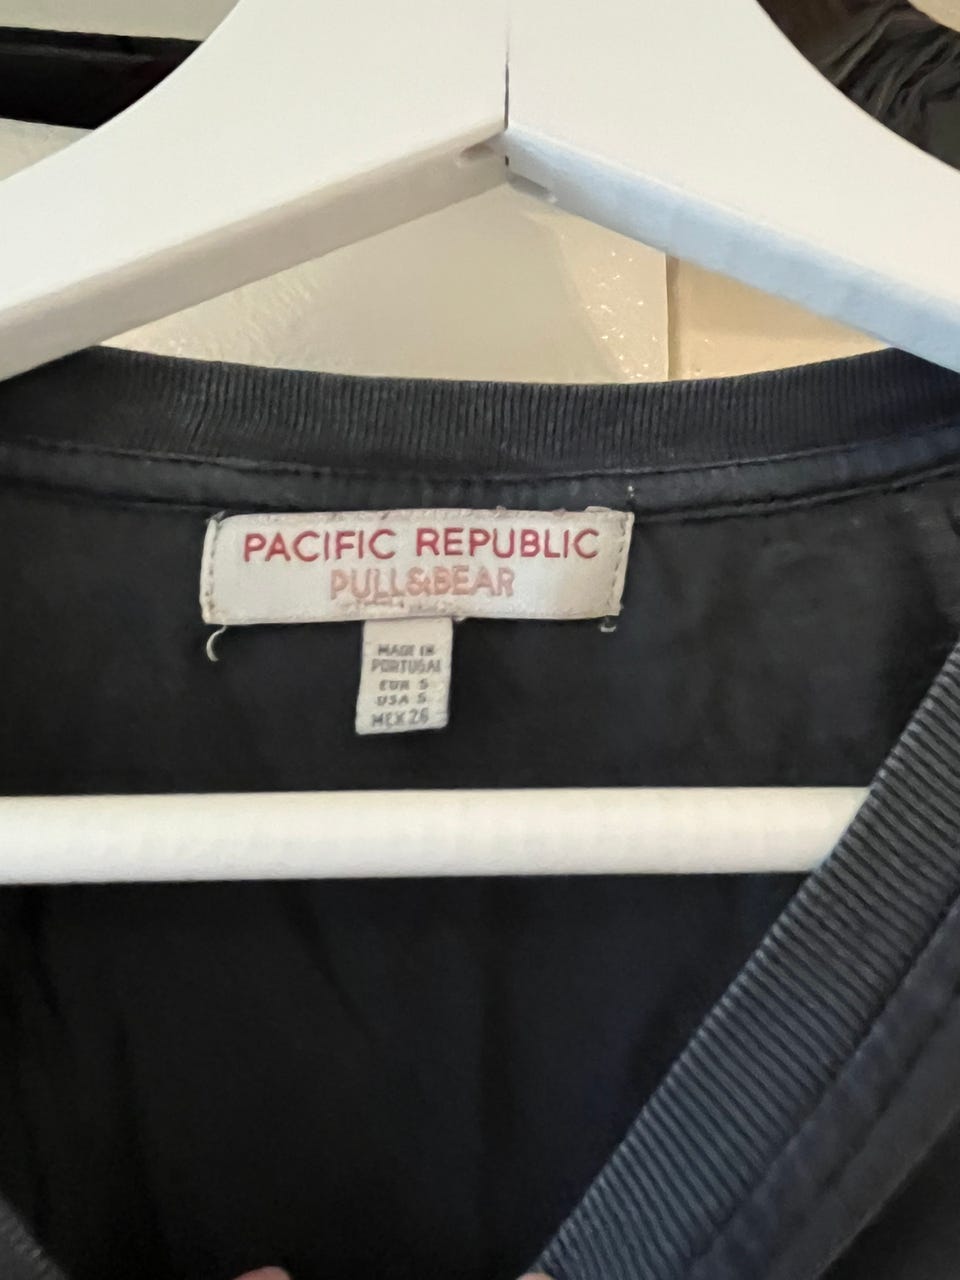 PACIFIC REPUBLIC
PULL&BEAR
MADE IN
PORTUGAL
EUR S
USA S
MEX 26